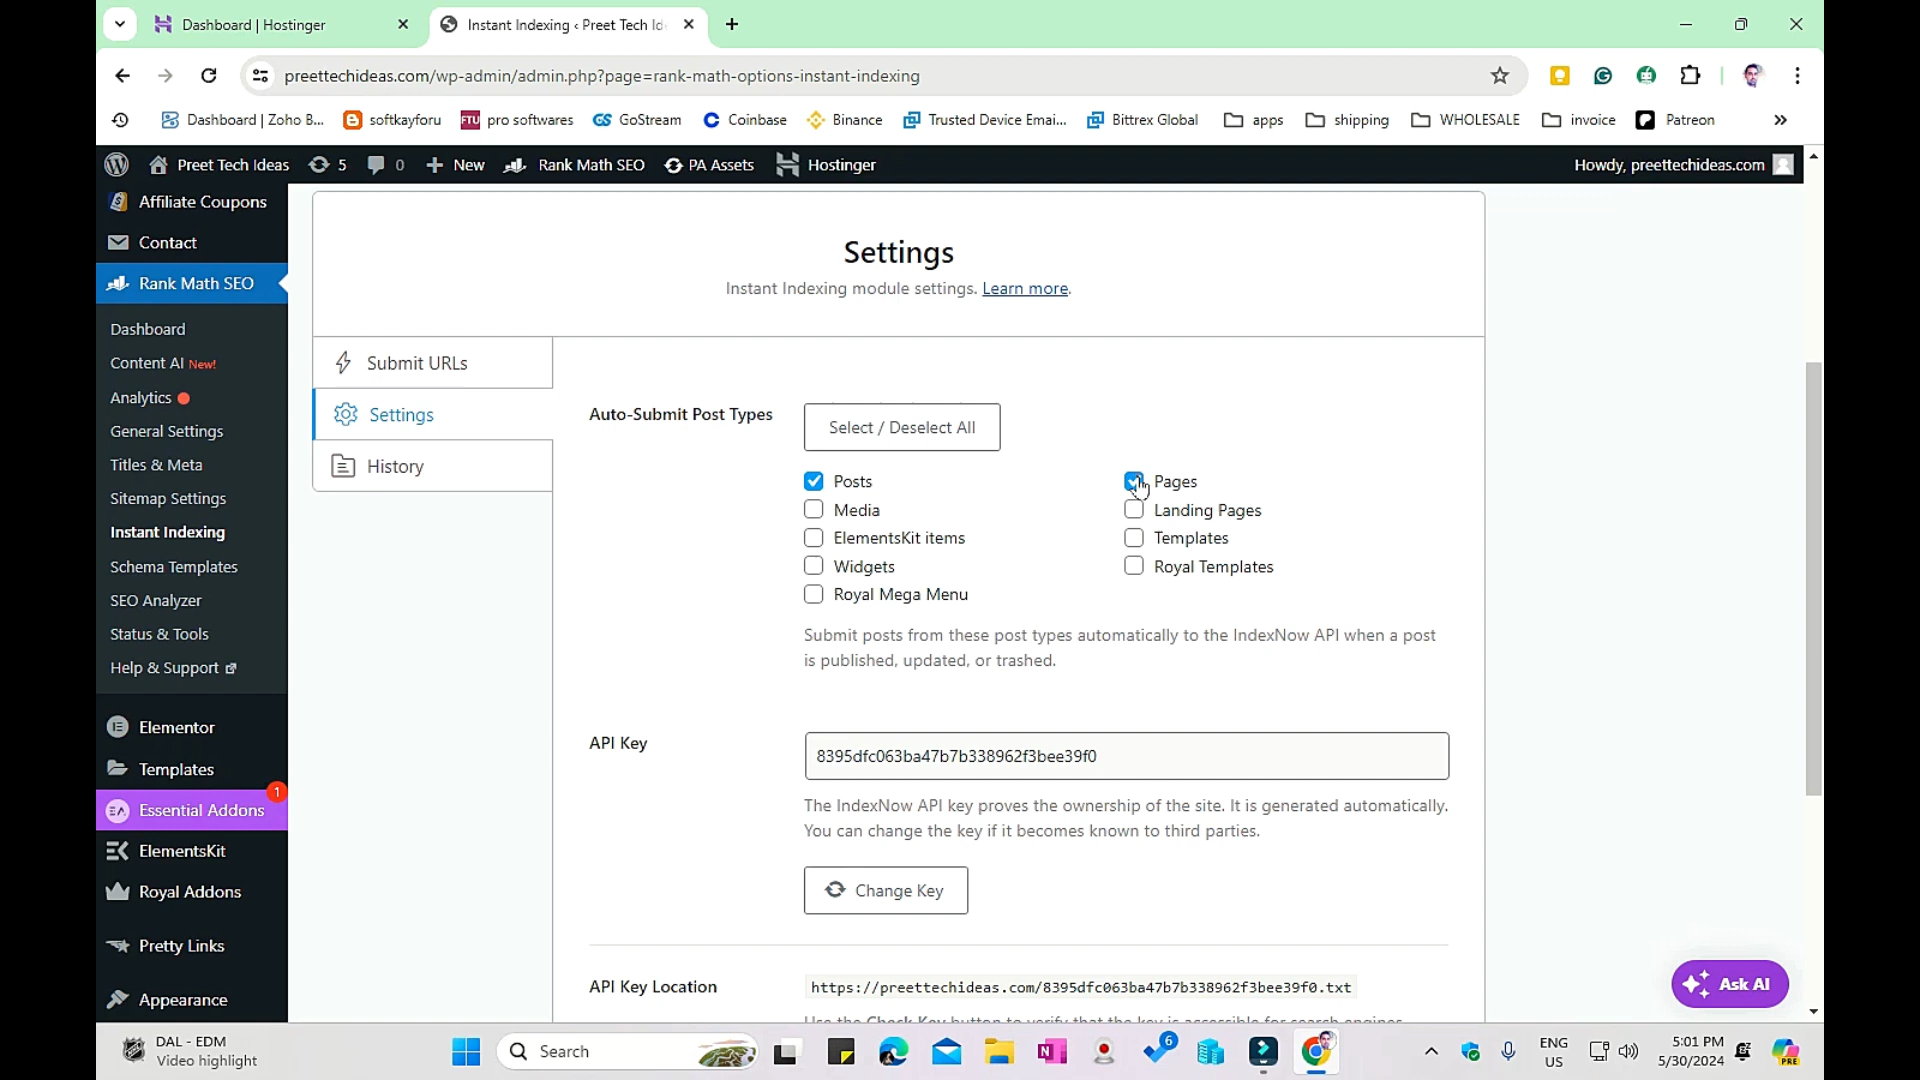 Dashboard | Hostinger
Instant Indexing ‹ Preet Tech Id
preettechideas.com/wp-admin/admin.php?page=rank-math-options-instant-indexing
Dashboard | Zoho B...
softkayforu
FTU pro softwares
GS GoStream
Coinbase
Binance
Trusted Device Emai...
Bittrex Global
apps
shipping
WHOLESALE
invoice
Patreon
»
Preet Tech Ideas
5
0
New
Rank Math SEO
PA Assets
Hostinger
Howdy, preettechideas.com
Affiliate Coupons
Contact
Rank Math SEO
Dashboard
Content AI New!
Analytics
General Settings
Titles & Meta
Sitemap Settings
Instant Indexing
Schema Templates
SEO Analyzer
Status & Tools
Help & Support
Elementor
Templates
Essential Addons
1
ElementsKit
Royal Addons
Pretty Links
Appearance
Settings
Instant Indexing module settings. Learn more.
Submit URLs
Settings
History
Auto-Submit Post Types
Select / Deselect All
Posts
Pages
Media
Landing Pages
ElementsKit items
Templates
Widgets
Royal Templates
Royal Mega Menu
Submit posts from these post types automatically to the IndexNow API when a post
is published, updated, or trashed.
API Key
8395dfc063ba47b7b338962f3bee39f0
The IndexNow API key proves the ownership of the site. It is generated automatically.
You can change the key if it becomes known to third parties.
Change Key
API Key Location
https://preettechideas.com/8395dfc063ba47b7b338962f3bee39f0.txt
Use the Check Key button to verify that the key is accessible for search engines.
Ask AI
DAL - EDM
Video highlight
Search
6
ENG
US
5:01 PM
5/30/2024
PRE